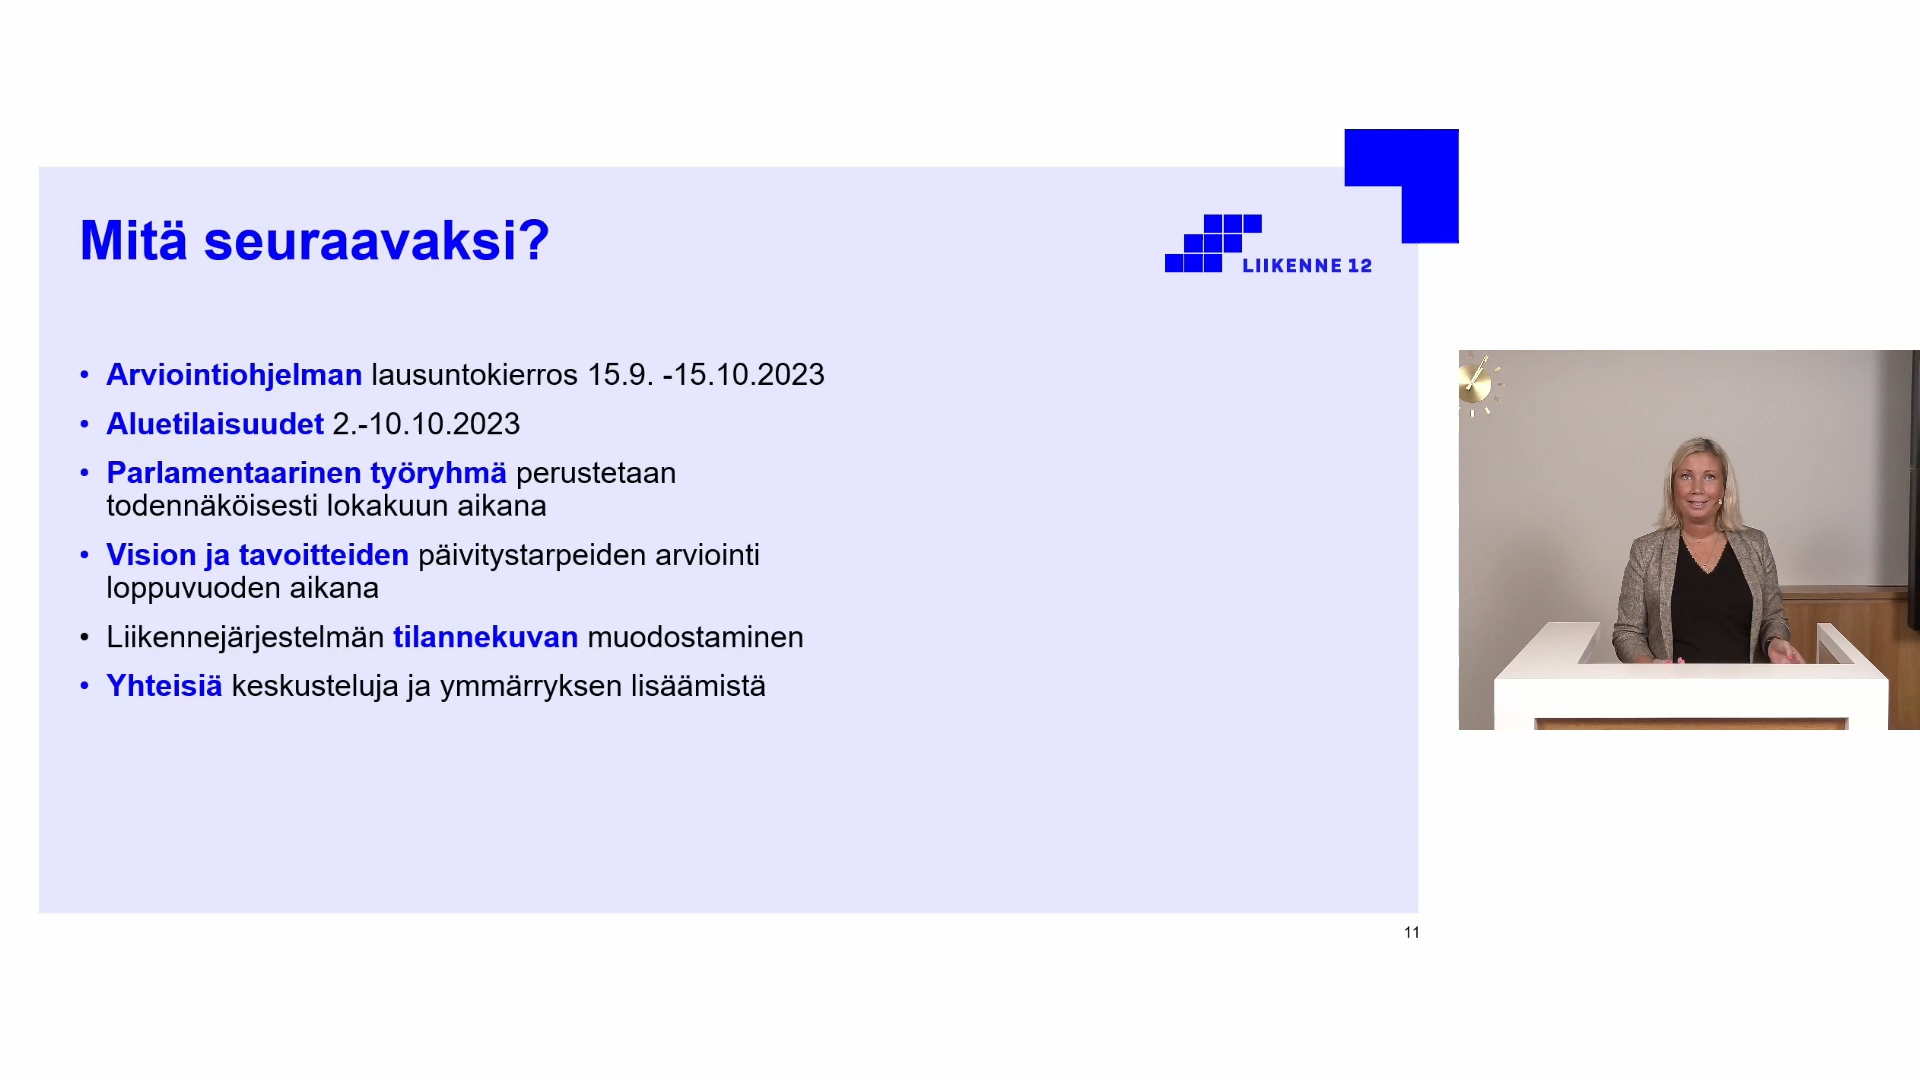 Mitä seuraavaksi?
LIIKENNE 12
• Arviointiohjelman lausuntokierros 15.9. -15.10.2023
• Aluetilaisuudet 2.-10.10.2023
• Parlamentaarinen työryhmä perustetaan
todennäköisesti lokakuun aikana
• Vision ja tavoitteiden päivitystarpeiden arviointi
loppuvuoden aikana
• Liikennejärjestelmän tilannekuvan muodostaminen
• Yhteisiä keskusteluja ja ymmärryksen lisäämistä
11